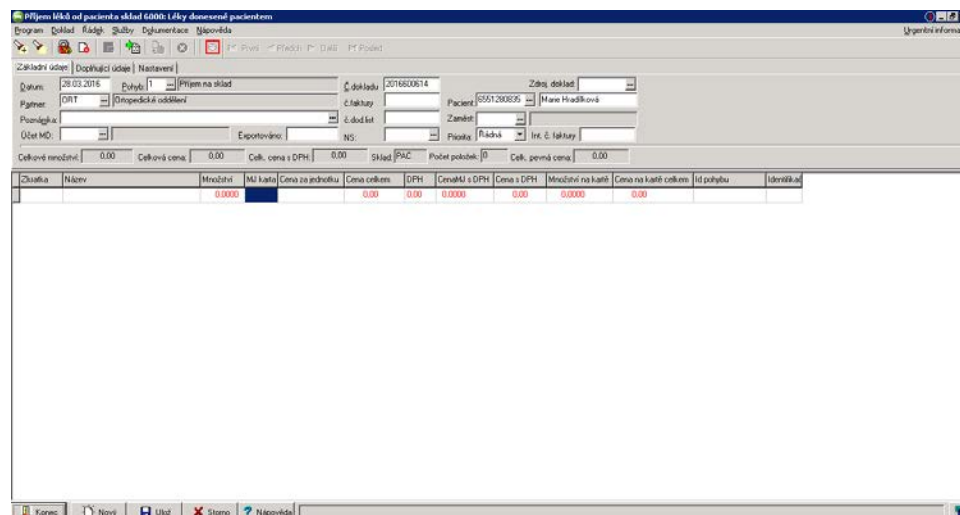 Příjem léků od pacienta sklad 6000: Léky donesené pacientem
Program Doklad Řádek Služby Dokumentace Nápověda Urgentní informa
První Předch Další Posled
Základní údaje Doplňující údaje Nastavení
Datum: 28.03.2016 Pohyb: 1 Příjem na sklad Č.dokladu 2016600614 Zdroj. doklad:
Partner: ORT Ortopedické oddělení č.faktury Pacient: 6551280835 Marie Hradílková
Poznámka: č.dod.list Zaměst:
Účet MD: Exportováno: NS: Priorita: Řádná Int. č. faktury
Celkové množství: 0,00 Celková cena: 0,00 Celk. cena s DPH: 0,00 Sklad: PAC Počet položek: 0 Celk. pevná cena: 0,00
Zkratka Název Množství MJ karta Cena za jednotku Cena celkem DPH CenaMJ s DPH Cena s DPH Množství na kartě Cena na kartě celkem Id pohybu Identifikac
0.0000 0.00 0.00 0.0000 0.00 0.0000 0.00
Konec Nový Ulož Storno Nápověda